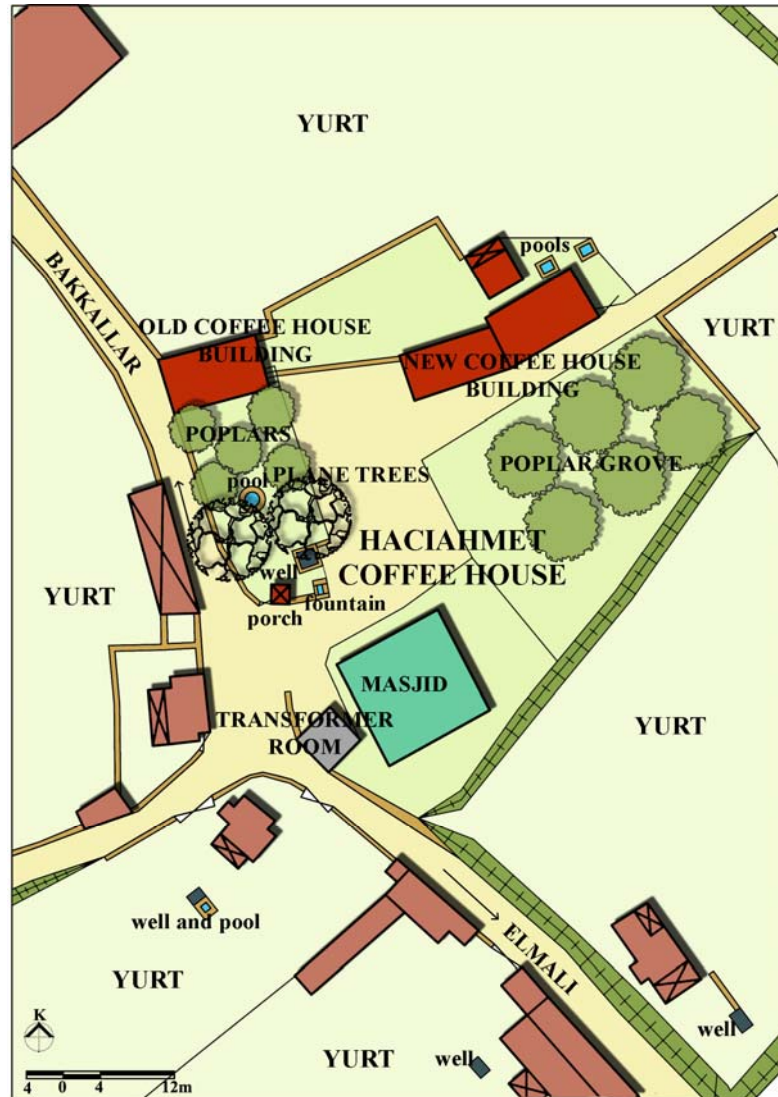 YURT
BAKKALLAR
pools
OLD COFFEE HOUSE
BUILDING
YURT
NEW COFFEE HOUSE
BUILDING
POPLARS
POPLAR GROVE
PLANE TREES
pool
HACIAHMET
COFFEE HOUSE
well
YURT
fountain
porch
MASJID
TRANSFORMER
ROOM
YURT
well and pool
ELMALI
YURT
K
well
YURT
well
4 0 4 12m